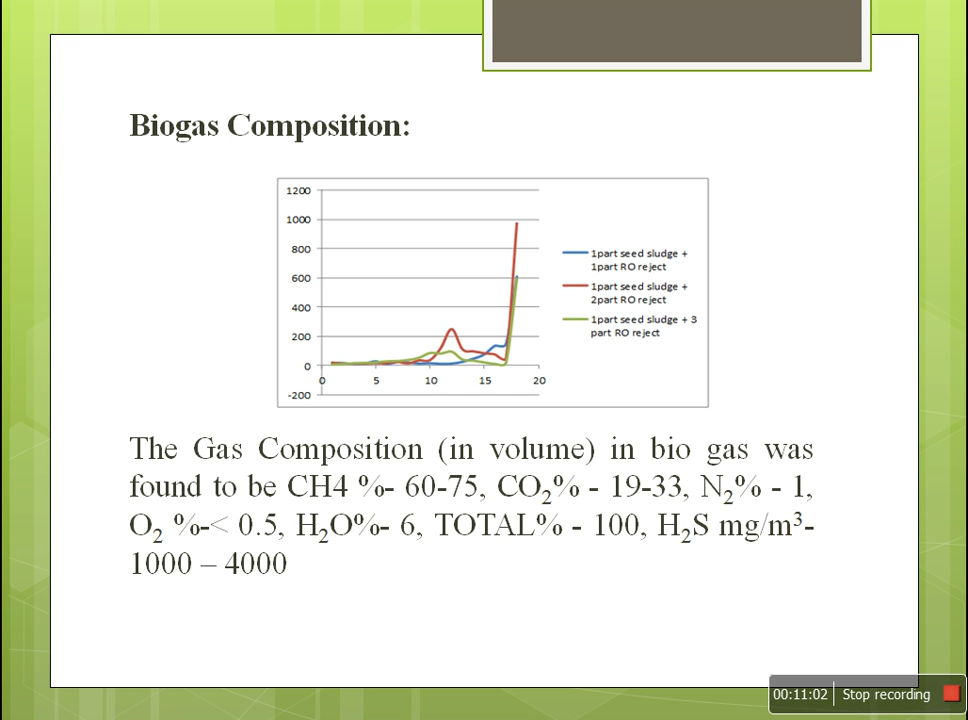 Biogas Composition:
1200
1000
800
600
400
200
0
-200
0 5 10 15 20
1part seed sludge +
1part RO reject
1part seed sludge +
2part RO reject
1part seed sludge + 3
part RO reject
The Gas Composition (in volume) in bio gas was
found to be CH4 %- 60-75, CO₂% - 19-33, N₂% - 1,
O₂ %-< 0.5, H₂O%- 6, TOTAL% - 100, H₂S mg/m³-
1000 – 4000
00:11:02 Stop recording